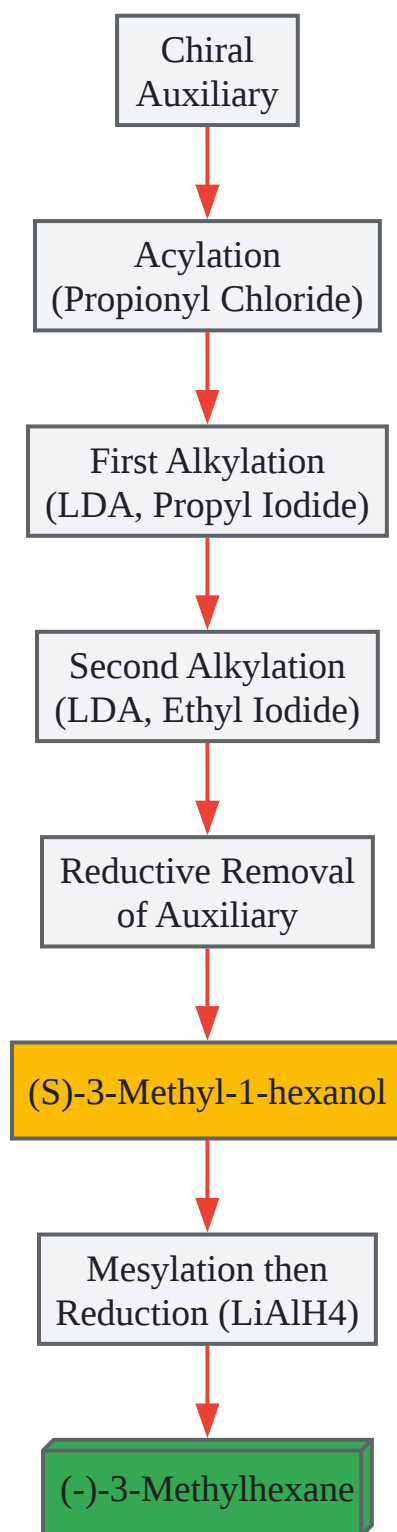 Chiral
Auxiliary
Acylation
(Propionyl Chloride)
First Alkylation
(LDA, Propyl Iodide)
Second Alkylation
(LDA, Ethyl Iodide)
Reductive Removal
of Auxiliary
(S)-3-Methyl-1-hexanol
Mesylation then
Reduction (LiAlH4)
(-)-3-Methylhexane